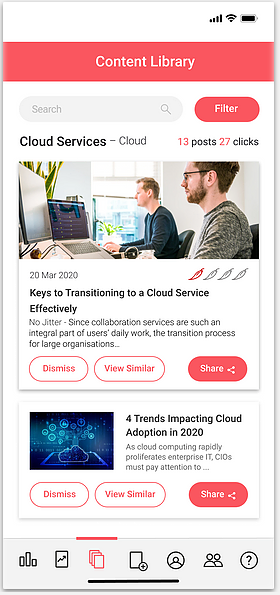 Content Library
Search
Filter
Cloud Services – Cloud
13 posts 27 clicks
20 Mar 2020
Keys to Transitioning to a Cloud Service
Effectively
No Jitter - Since collaboration services are such an
integral part of users' daily work, the transition process
for large organisations...
Dismiss
View Similar
Share
4 Trends Impacting Cloud
Adoption in 2020
As cloud computing rapidly
proliferates enterprise IT, CIOs
must pay attention to ...
Dismiss
View Similar
Share